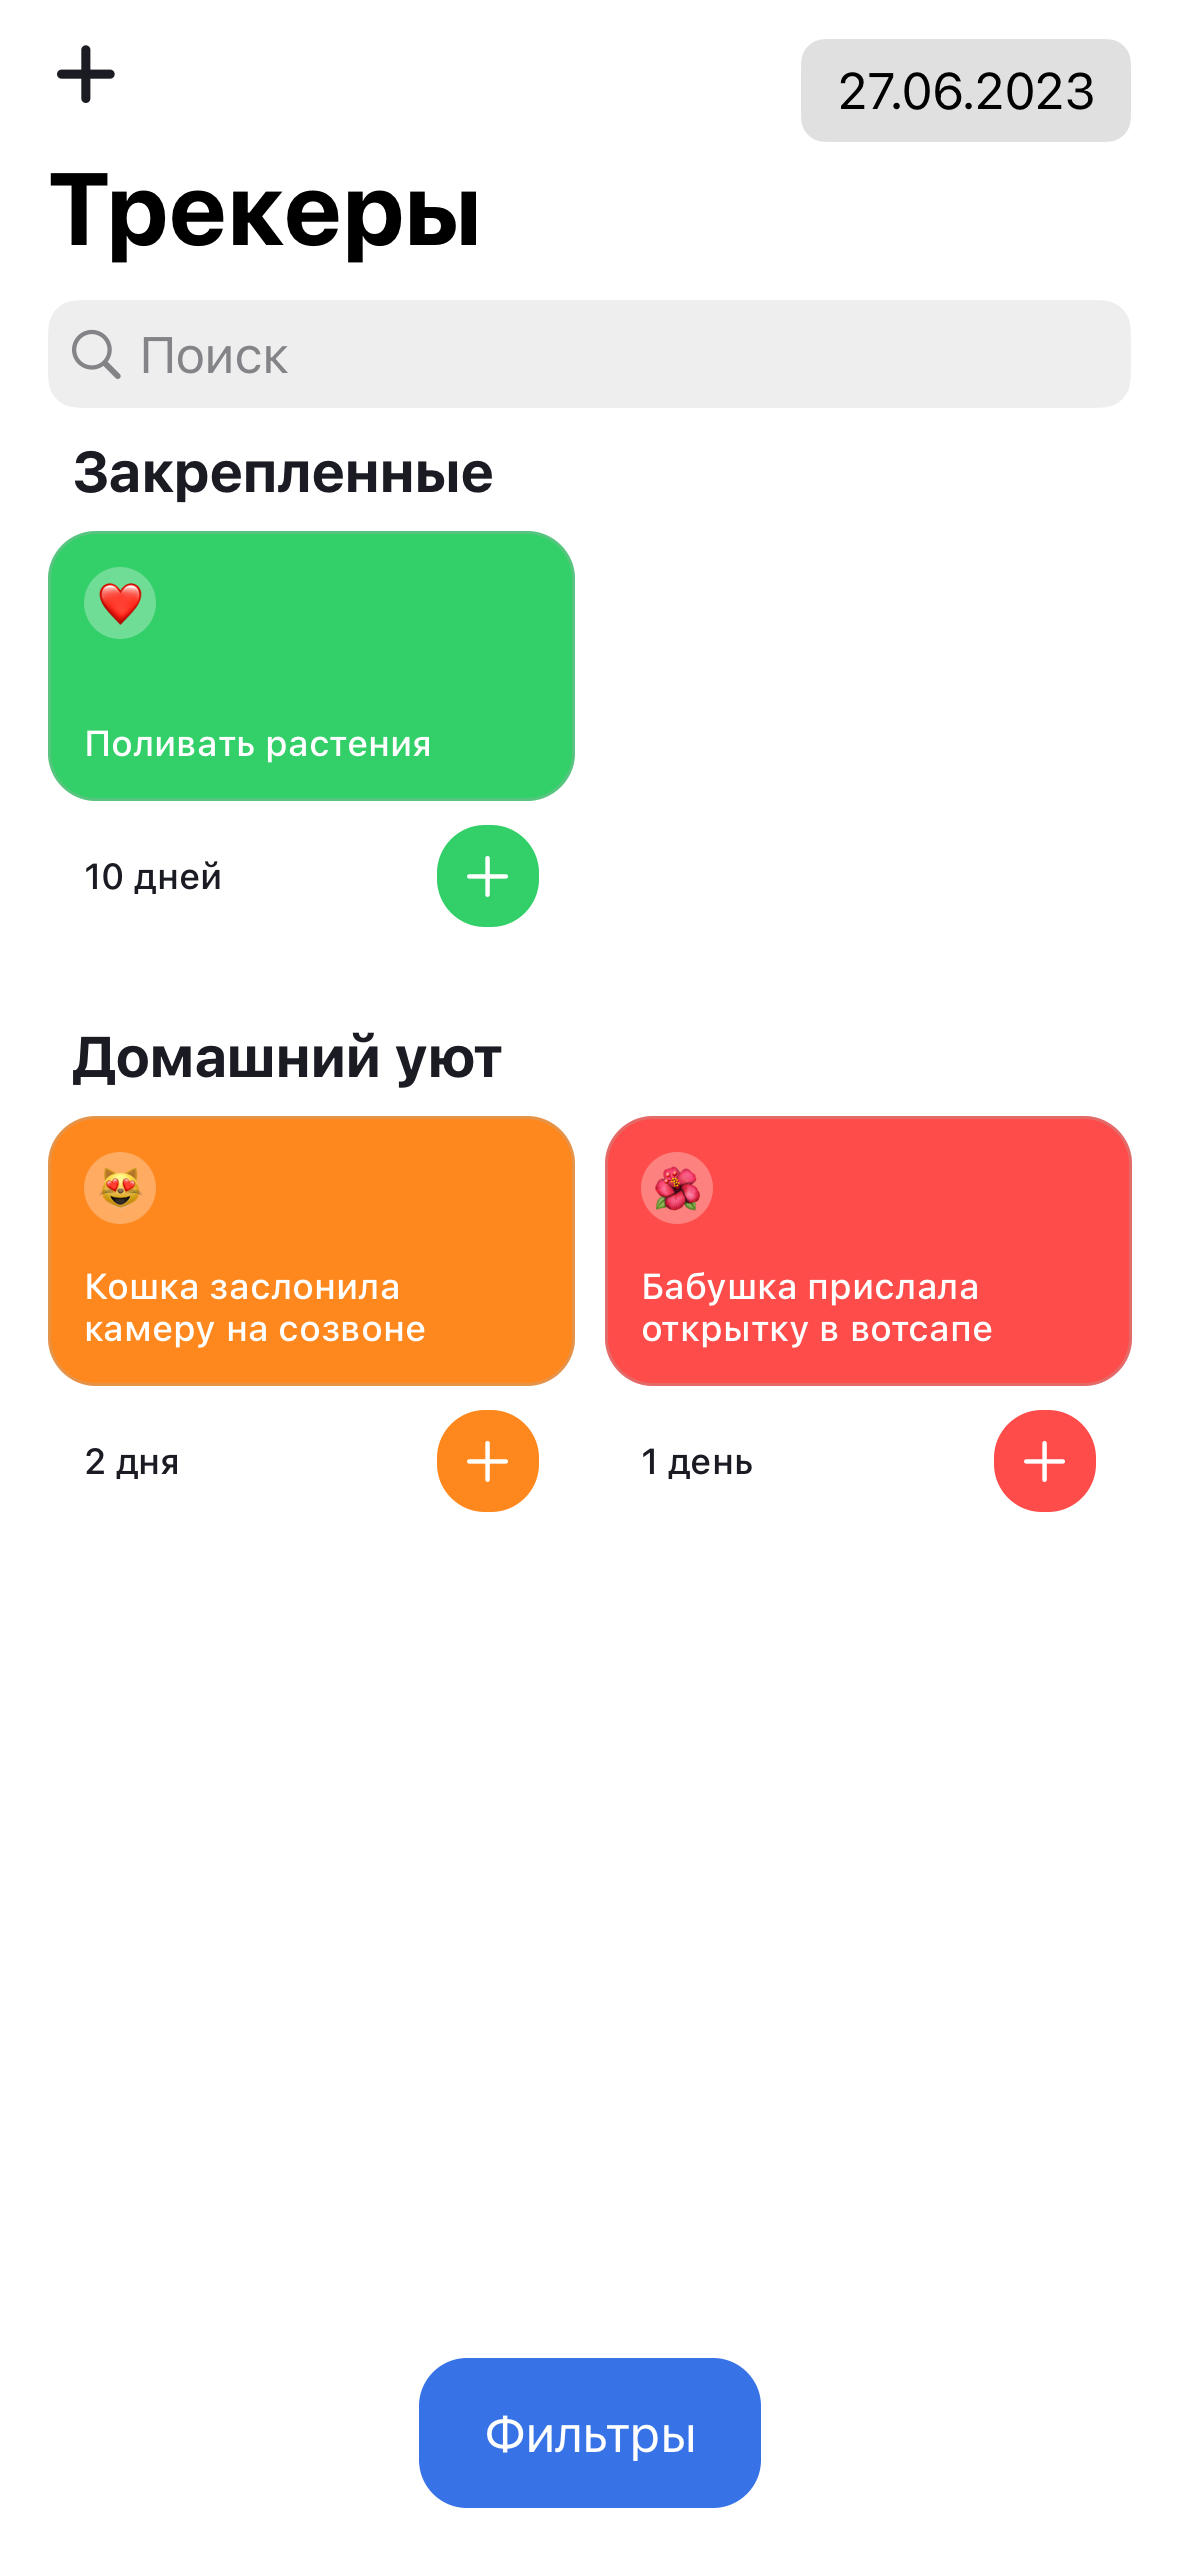 27.06.2023
Трекеры
Поиск
Закрепленные
Поливать растения
10 дней
Домашний уют
Кошка заслонила
камеру на созвоне
Бабушка прислала
открытку в вотсапе
2 дня
1 день
Фильтры